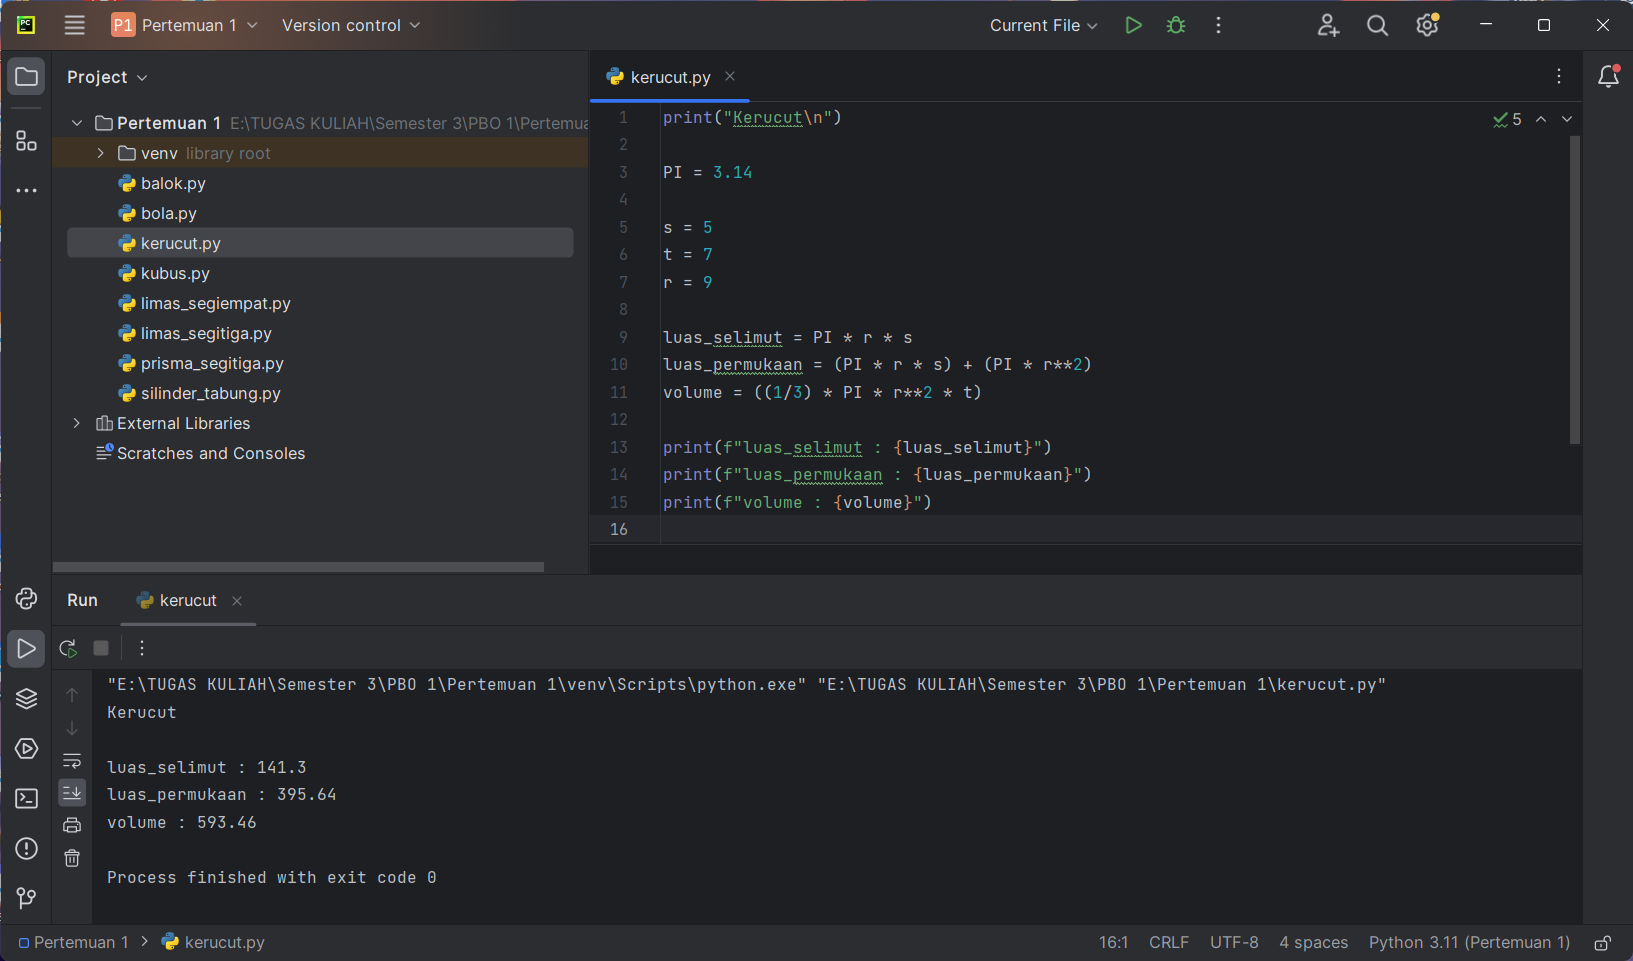 PC
P1 Pertemuan 1 Version control Current File
Project
kerucut.py
Pertemuan 1 E:\TUGAS KULIAH\Semester 3\PBO 1\Pertemua
venv library root
balok.py
bola.py
kerucut.py
kubus.py
limas_segiempat.py
limas_segitiga.py
prisma_segitiga.py
silinder_tabung.py
External Libraries
Scratches and Consoles
5
1 print("Kerucut\n")
2
3 PI = 3.14
4
5 s = 5
6 t = 7
7 r = 9
8
9 luas_selimut = PI * r * s
10 luas_permukaan = (PI * r * s) + (PI * r**2)
11 volume = ((1/3) * PI * r**2 * t)
12
13 print(f"luas_selimut : {luas_selimut}")
14 print(f"luas_permukaan : {luas_permukaan}")
15 print(f"volume : {volume}")
16
Run kerucut
"E:\TUGAS KULIAH\Semester 3\PBO 1\Pertemuan 1\venv\Scripts\python.exe" "E:\TUGAS KULIAH\Semester 3\PBO 1\Pertemuan 1\kerucut.py"
Kerucut
luas_selimut : 141.3
luas_permukaan : 395.64
volume : 593.46
Process finished with exit code 0
Pertemuan 1 > kerucut.py 16:1 CRLF UTF-8 4 spaces Python 3.11 (Pertemuan 1)